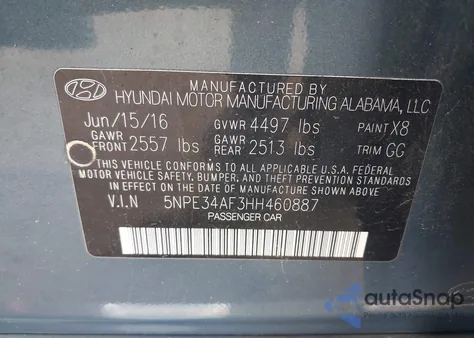 MANUFACTURED BY
HYUNDAI MOTOR MANUFACTURING ALABAMA, LLC
Jun/15/16 GVWR 4497 lbs PAINT X8
GAWR FRONT 2557 lbs GAWR REAR 2513 lbs TRIM GG
THIS VEHICLE CONFORMS TO ALL APPLICABLE U.S.A. FEDERAL
MOTOR VEHICLE SAFETY, BUMPER, AND THEFT PREVENTION
STANDARDS IN EFFECT ON THE DATE OF MANUFACTURE SHOWN ABOVE.
V.I.N 5NPE34AF3HH460887
PASSENGER CAR
autoSnap